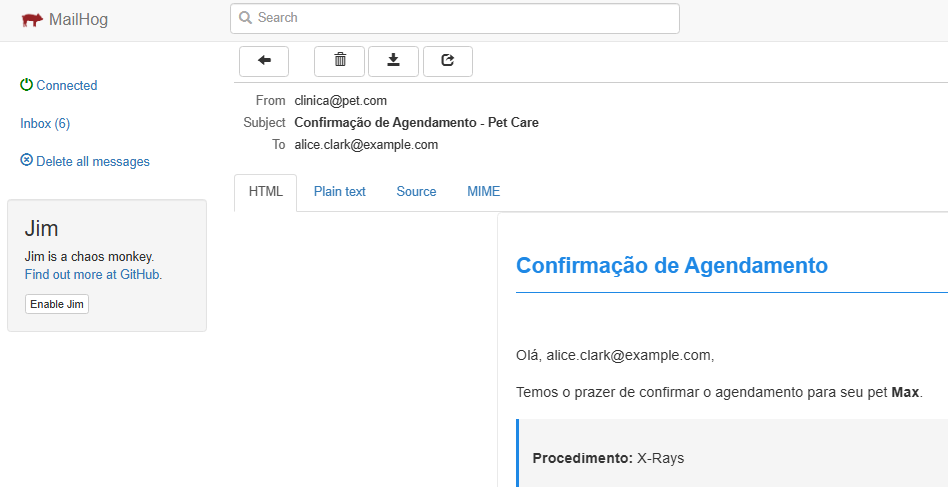 MailHog
Search
Connected
Inbox (6)
Delete all messages
Jim
Jim is a chaos monkey.
Find out more at GitHub.
Enable Jim
From clinica@pet.com
Subject Confirmação de Agendamento - Pet Care
To alice.clark@example.com
HTML Plain text Source MIME
Confirmação de Agendamento
Olá, alice.clark@example.com,
Temos o prazer de confirmar o agendamento para seu pet Max.
Procedimento: X-Rays